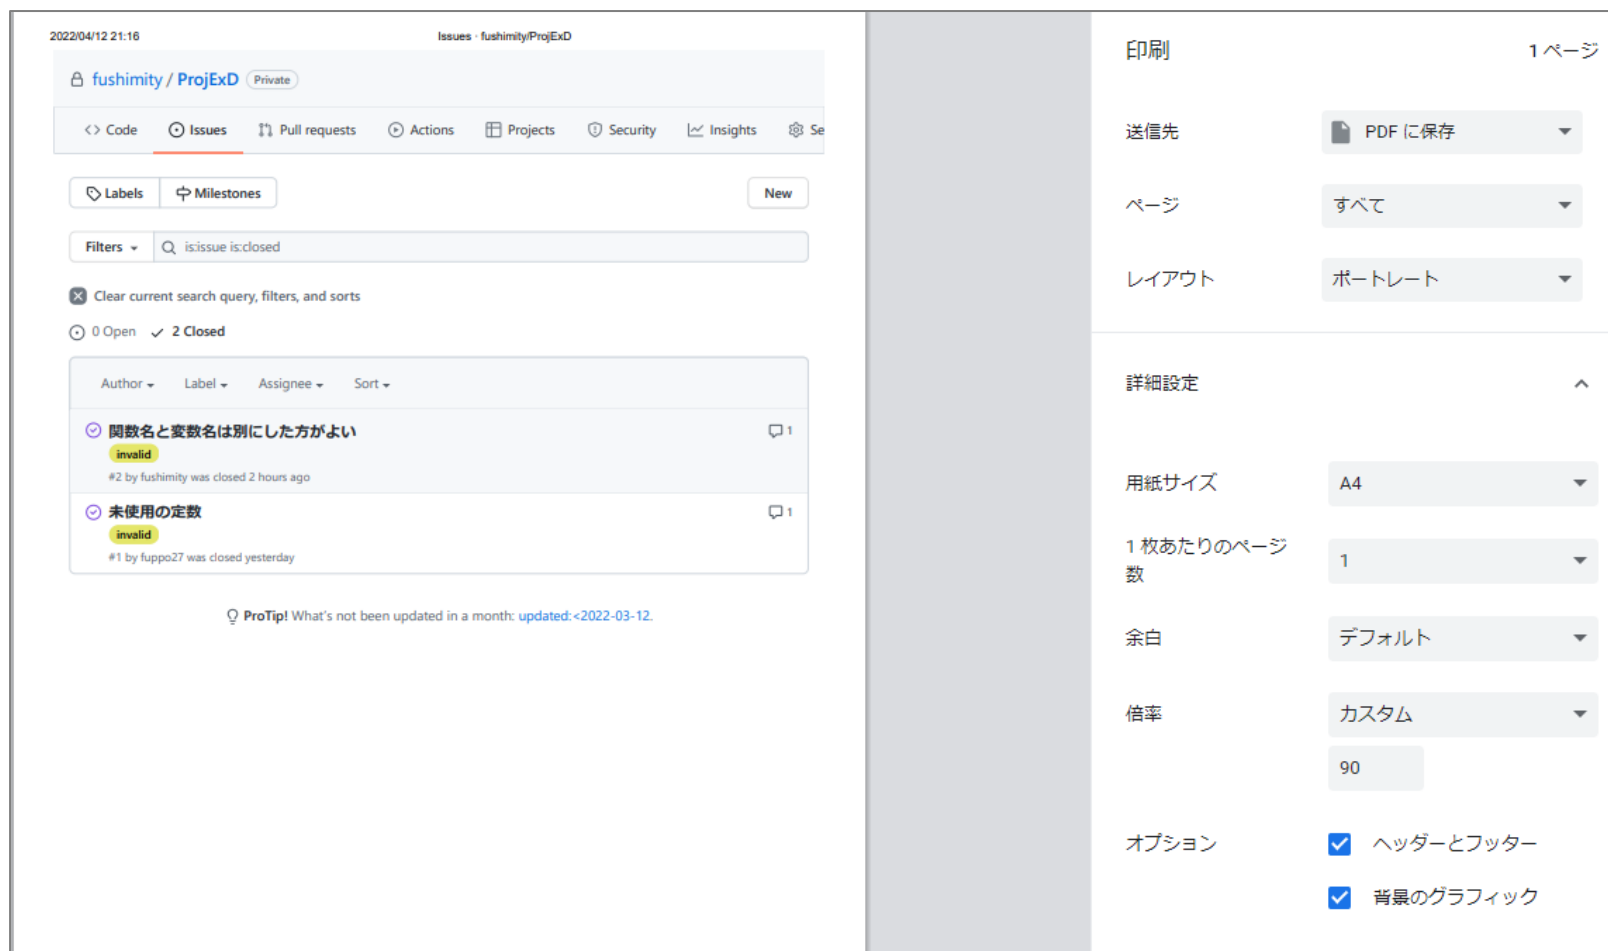 2022/04/12 21:16
Issues · fushimity/ProjExD
fushimity / ProjExD Private
Code Issues Pull requests Actions Projects Security Insights Se
Labels Milestones New
Filters is:issue is:closed
Clear current search query, filters, and sorts
0 Open 2 Closed
Author Label Assignee Sort
関数名と変数名は別にした方がよい 1
invalid
#2 by fushimity was closed 2 hours ago
未使用の定数 1
invalid
#1 by fuppo27 was closed yesterday
ProTip! What's not been updated in a month: updated:<2022-03-12.
印刷 1 ページ
送信先 PDF に保存
ページ すべて
レイアウト ポートレート
詳細設定
用紙サイズ A4
1 枚あたりのページ
数 1
余白 デフォルト
倍率 カスタム
90
オプション ヘッダーとフッター
背景のグラフィック